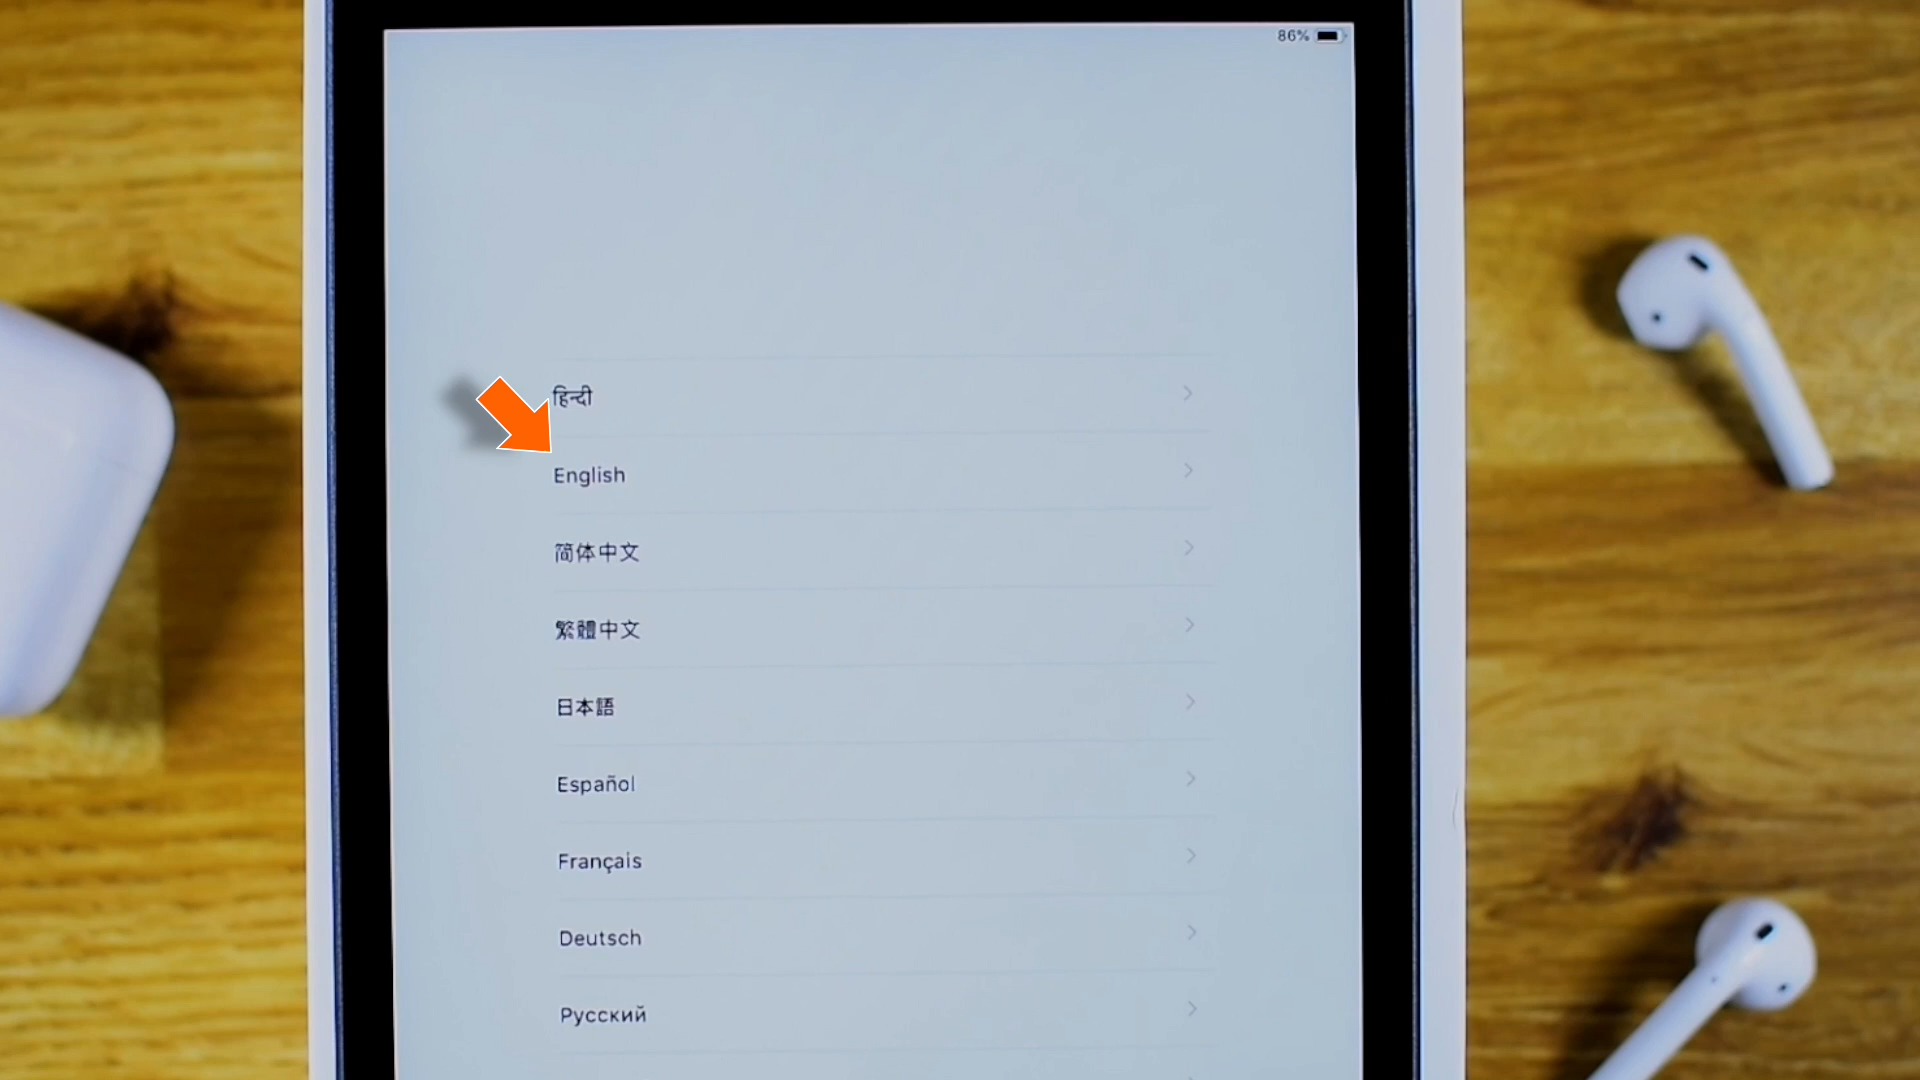 86%
हिन्दी
English
简体中文
繁體中文
日本語
Español
Français
Deutsch
Русский